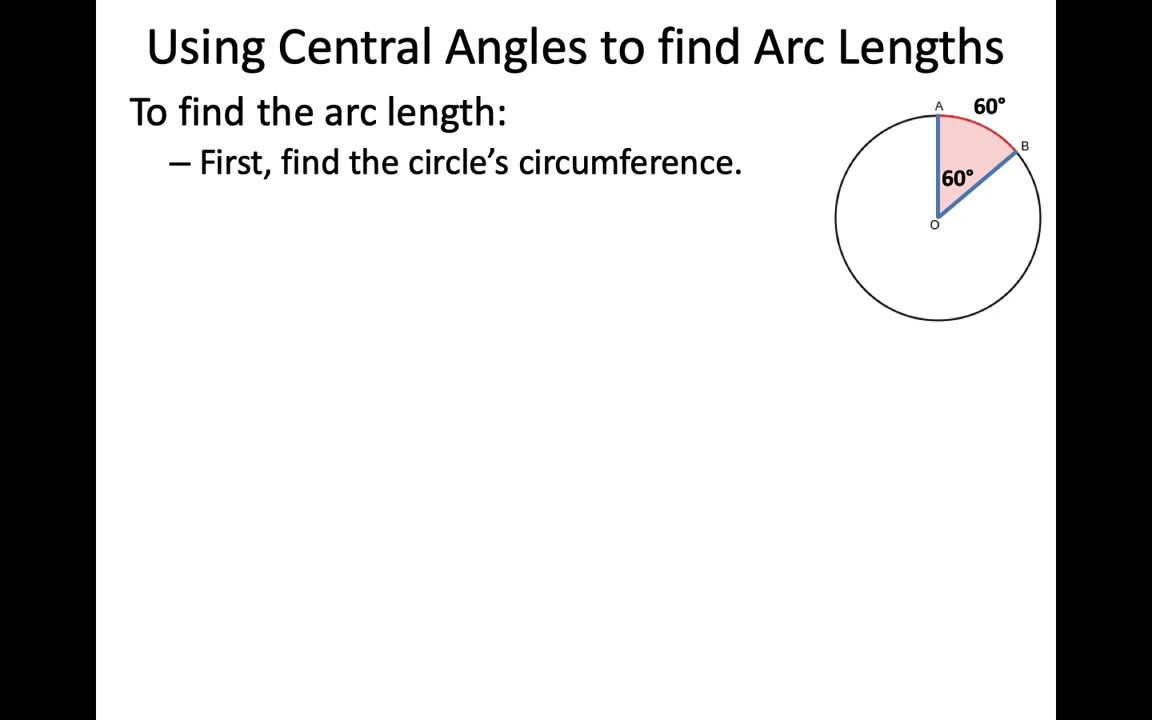 Using Central Angles to find Arc Lengths
To find the arc length:
– First, find the circle’s circumference.
A
60°
B
60°
O